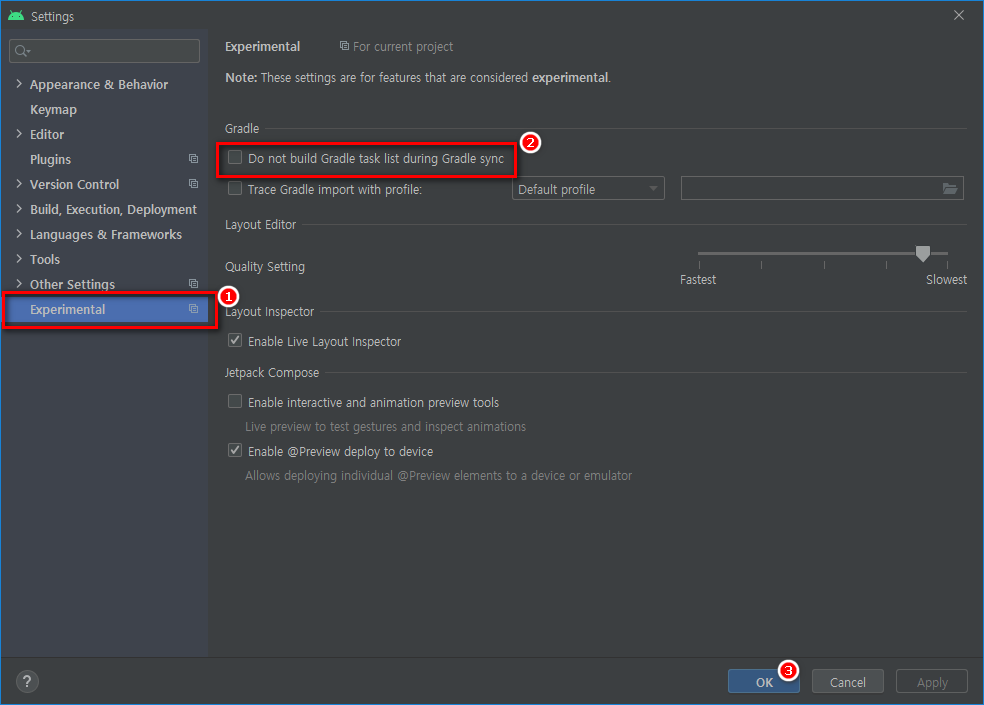 Settings
Appearance & Behavior
Keymap
Editor
Plugins
Version Control
Build, Execution, Deployment
Languages & Frameworks
Tools
Other Settings
Experimental
1
Experimental
For current project
Note: These settings are for features that are considered experimental.
Gradle
2
Do not build Gradle task list during Gradle sync
Trace Gradle import with profile:
Default profile
Layout Editor
Quality Setting
Fastest
Slowest
Layout Inspector
Enable Live Layout Inspector
Jetpack Compose
Enable interactive and animation preview tools
Live preview to test gestures and inspect animations
Enable @Preview deploy to device
Allows deploying individual @Preview elements to a device or emulator
?
OK
3
Cancel
Apply